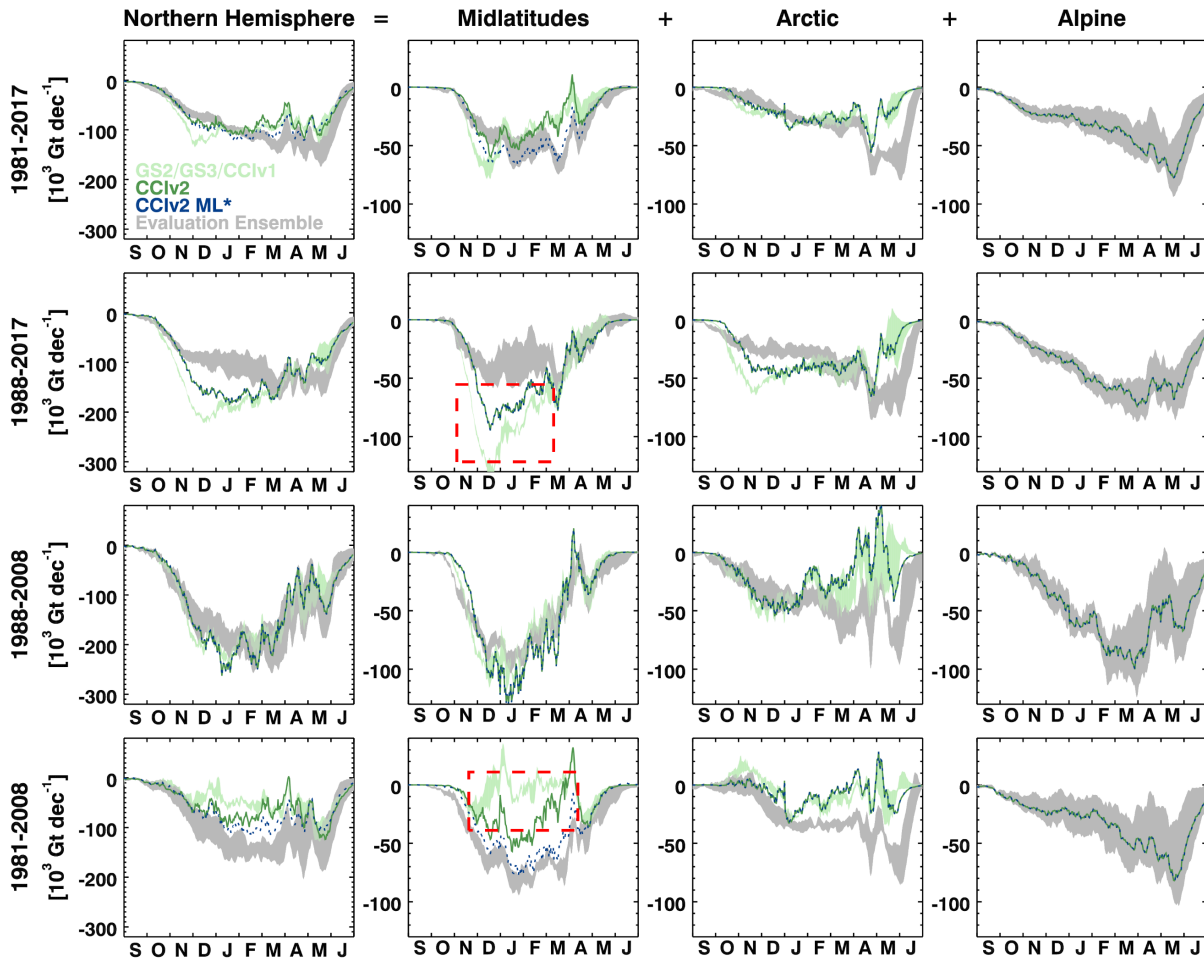 Northern Hemisphere = Midlatitudes + Arctic + Alpine
1981-2017
[10³ Gt dec⁻¹]
0
-100
-200
-300
GS2/GS3/CCIv1
CCIv2
CCIv2 ML*
Evaluation Ensemble
S O N D J F M A M J
0
-50
-100
S O N D J F M A M J
0
-50
-100
S O N D J F M A M J
0
-50
-100
S O N D J F M A M J
1988-2017
[10³ Gt dec⁻¹]
0
-100
-200
-300
S O N D J F M A M J
0
-50
-100
S O N D J F M A M J
0
-50
-100
S O N D J F M A M J
0
-50
-100
S O N D J F M A M J
1988-2008
[10³ Gt dec⁻¹]
0
-100
-200
-300
S O N D J F M A M J
0
-50
-100
S O N D J F M A M J
0
-50
-100
S O N D J F M A M J
0
-50
-100
S O N D J F M A M J
1981-2008
[10³ Gt dec⁻¹]
0
-100
-200
-300
S O N D J F M A M J
0
-50
-100
S O N D J F M A M J
0
-50
-100
S O N D J F M A M J
0
-50
-100
S O N D J F M A M J